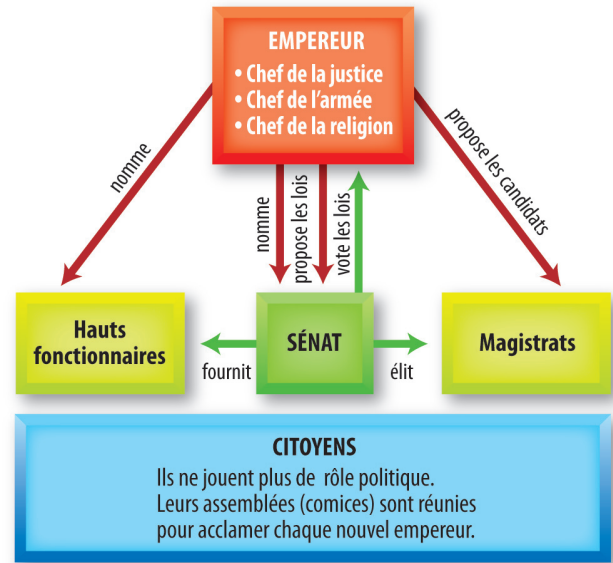 EMPEREUR
• Chef de la justice
• Chef de l'armée
• Chef de la religion
nomme
nomme
propose les lois
vote les lois
propose les candidats
Hauts
fonctionnaires
fournit
SÉNAT
élit
Magistrats
CITOYENS
Ils ne jouent plus de rôle politique.
Leurs assemblées (comices) sont réunies
pour acclamer chaque nouvel empereur.